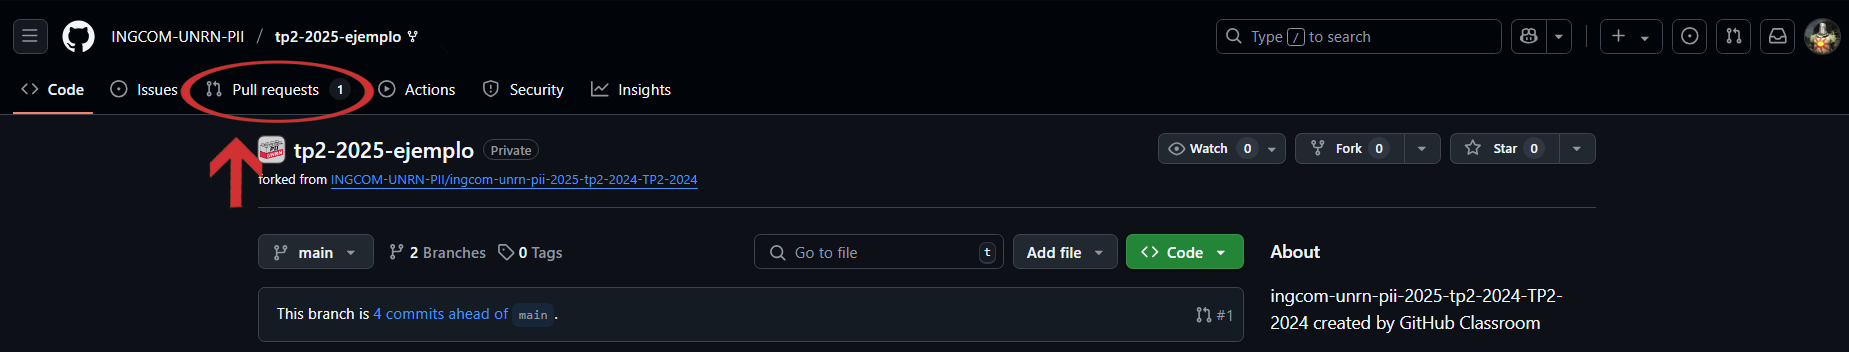 INGCOM-UNRN-PII / tp2-2025-ejemplo
Type / to search
Code Issues Pull requests 1 Actions Security Insights
tp2-2025-ejemplo Private
Watch 0 Fork 0 Star 0
forked from INGCOM-UNRN-PII/ingcom-unrn-pii-2025-tp2-2024-TP2-2024
main 2 Branches 0 Tags Go to file t Add file Code
About
This branch is 4 commits ahead of main. #1
ingcom-unrn-pii-2025-tp2-2024-TP2-
2024 created by GitHub Classroom